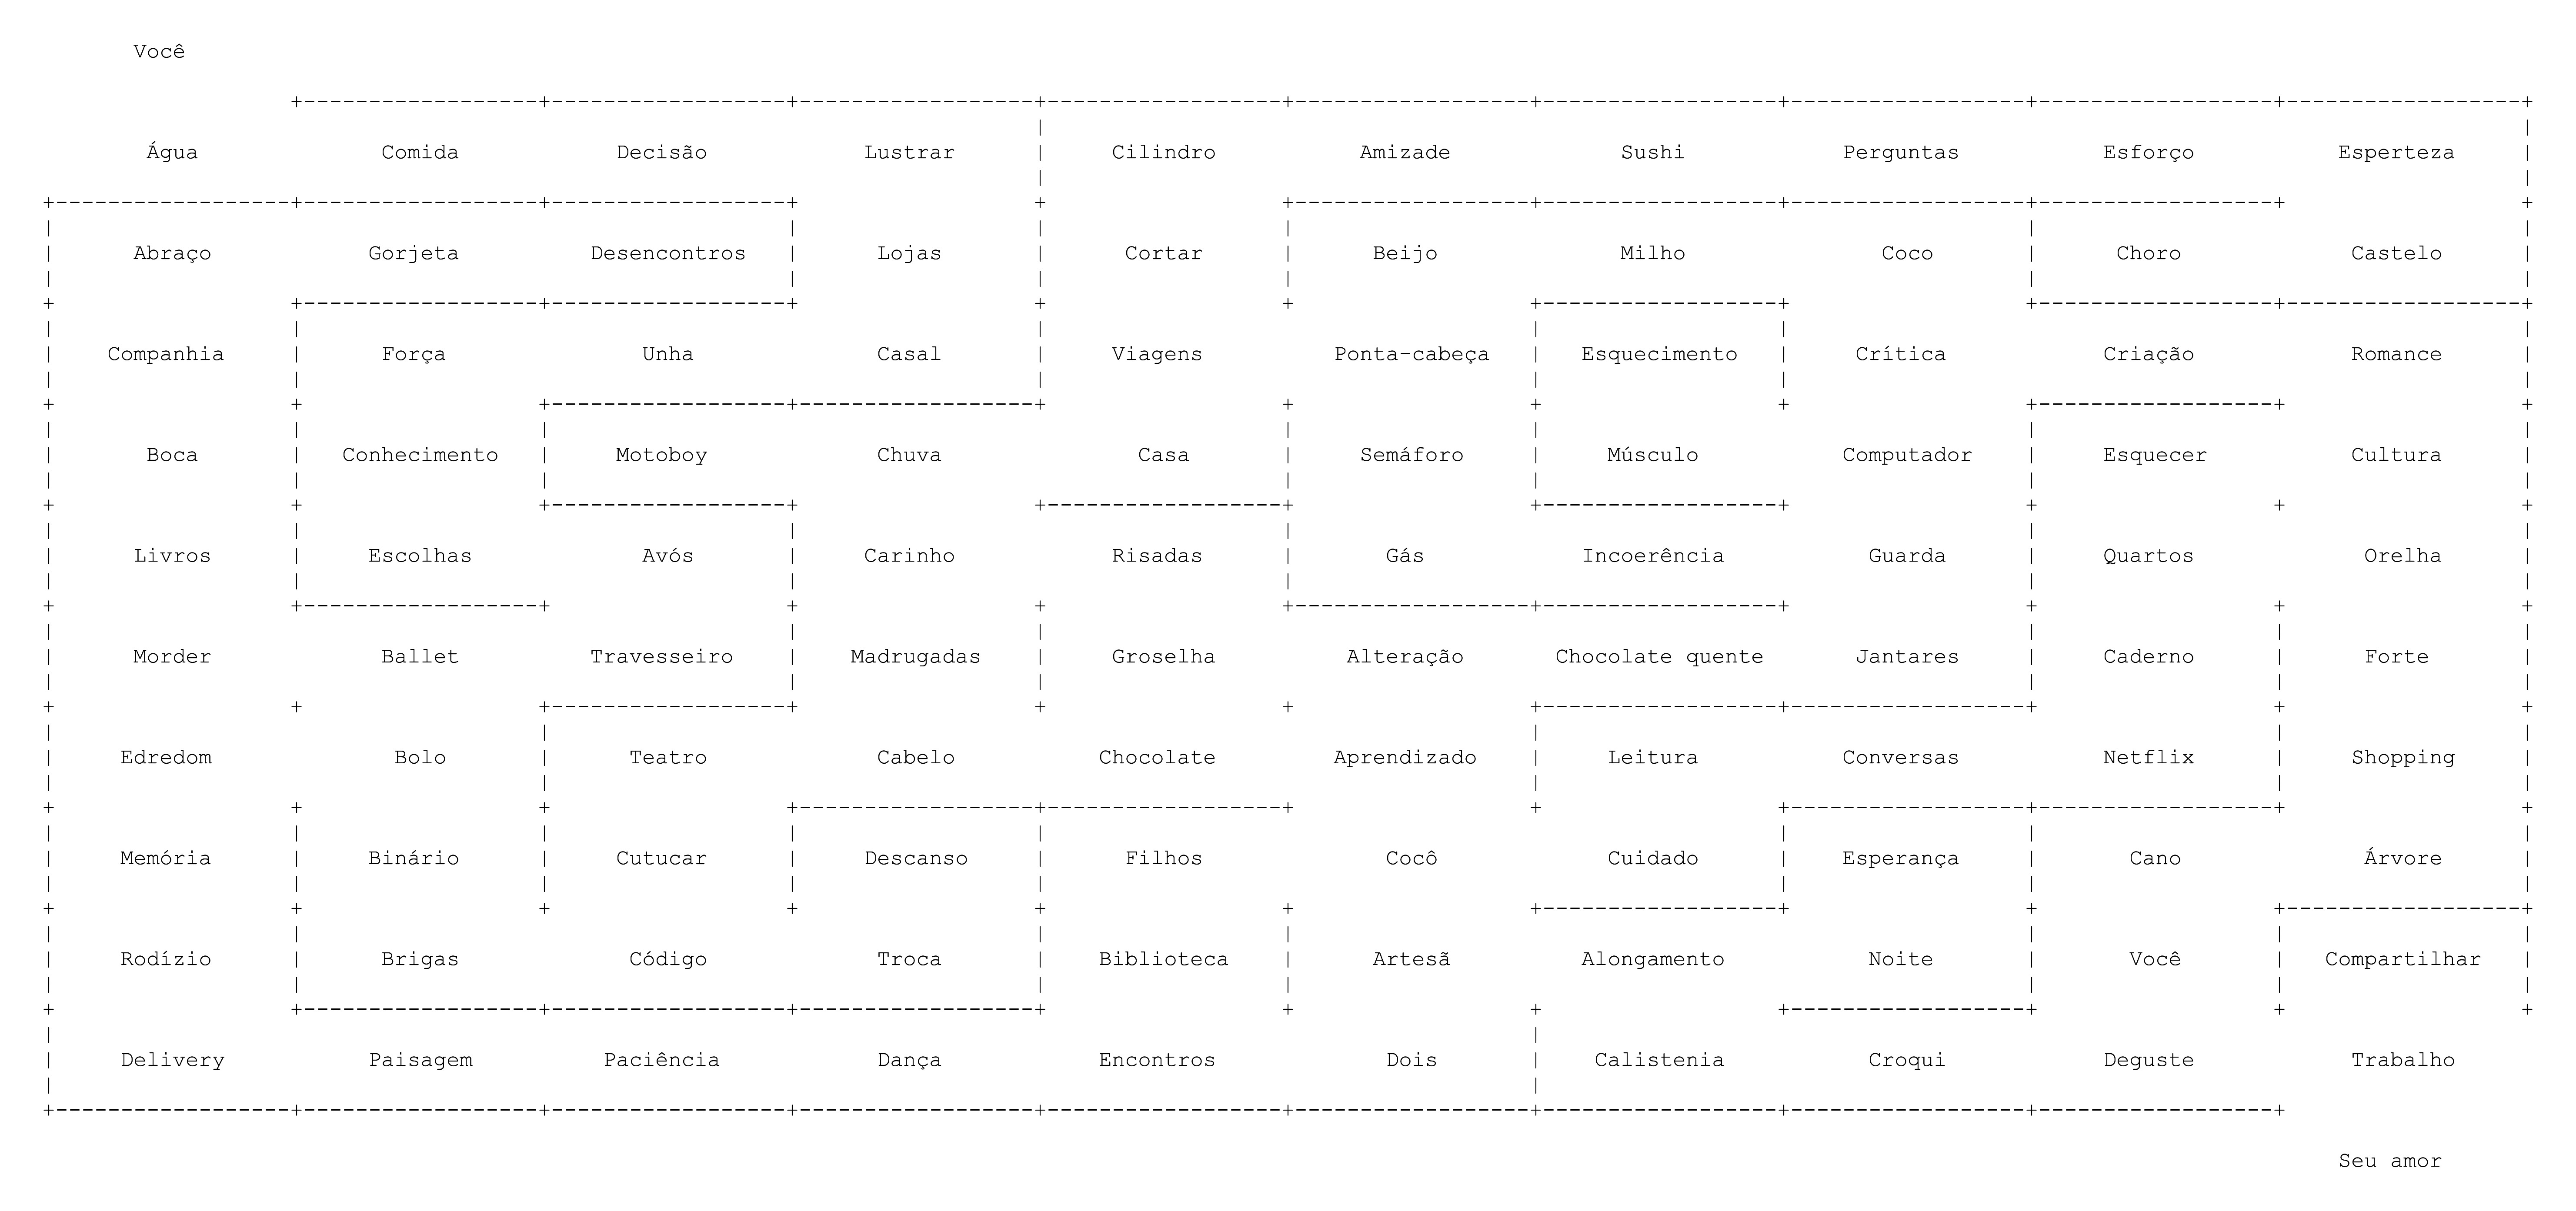 Você
Água Comida Decisão Lustrar Cilindro Amizade Sushi Perguntas Esforço Esperteza
Abraço Gorjeta Desencontros Lojas Cortar Beijo Milho Coco Choro Castelo
Companhia Força Unha Casal Viagens Ponta-cabeça Esquecimento Crítica Criação Romance
Boca Conhecimento Motoboy Chuva Casa Semáforo Músculo Computador Esquecer Cultura
Livros Escolhas Avós Carinho Risadas Gás Incoerência Guarda Quartos Orelha
Morder Ballet Travesseiro Madrugadas Groselha Alteração Chocolate quente Jantares Caderno Forte
Edredom Bolo Teatro Cabelo Chocolate Aprendizado Leitura Conversas Netflix Shopping
Memória Binário Cutucar Descanso Filhos Cocô Cuidado Esperança Cano Árvore
Rodízio Brigas Código Troca Biblioteca Artesã Alongamento Noite Você Compartilhar
Delivery Paisagem Paciência Dança Encontros Dois Calistenia Croqui Deguste Trabalho
Seu amor